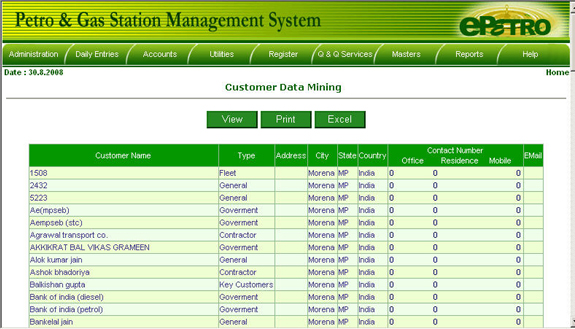 Petro & Gas Station Management System
ePETRO
Administration Daily Entries Accounts Utilities Register Q & Q Services Masters Reports Help
Date : 30.8.2008 Home
Customer Data Mining
View Print Excel
Customer Name Type Address City State Country Contact Number EMail
Office Residence Mobile
1508 Fleet Morena MP India 0 0 0
2432 General Morena MP India 0 0 0
5223 General Morena MP India 0 0 0
Ae(mpseb) Goverment Morena MP India 0 0 0
Aempseb (stc) Goverment Morena MP India 0 0 0
Agrawal transport co.. Contractor Morena MP India 0 0 0
AKKIKRAT BAL VIKAS GRAMEEN Goverment Morena MP India 0 0 0
Alok kumar jain General Morena MP India 0 0 0
Ashok bhadoriya Contractor Morena MP India 0 0 0
Balkishan gupta Key Customers Morena MP India 0 0 0
Bank of india (diesel) Goverment Morena MP India 0 0 0
Bank of india (petrol) Goverment Morena MP India 0 0 0
Bankelal jain General Morena MP India 0 0 0